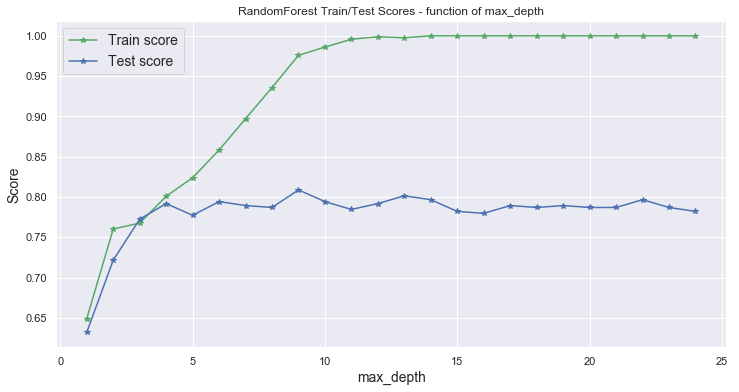 RandomForest Train/Test Scores - function of max_depth
Train score
Test score
Score
1.00
0.95
0.90
0.85
0.80
0.75
0.70
0.65
0
5
10
15
20
25
max_depth